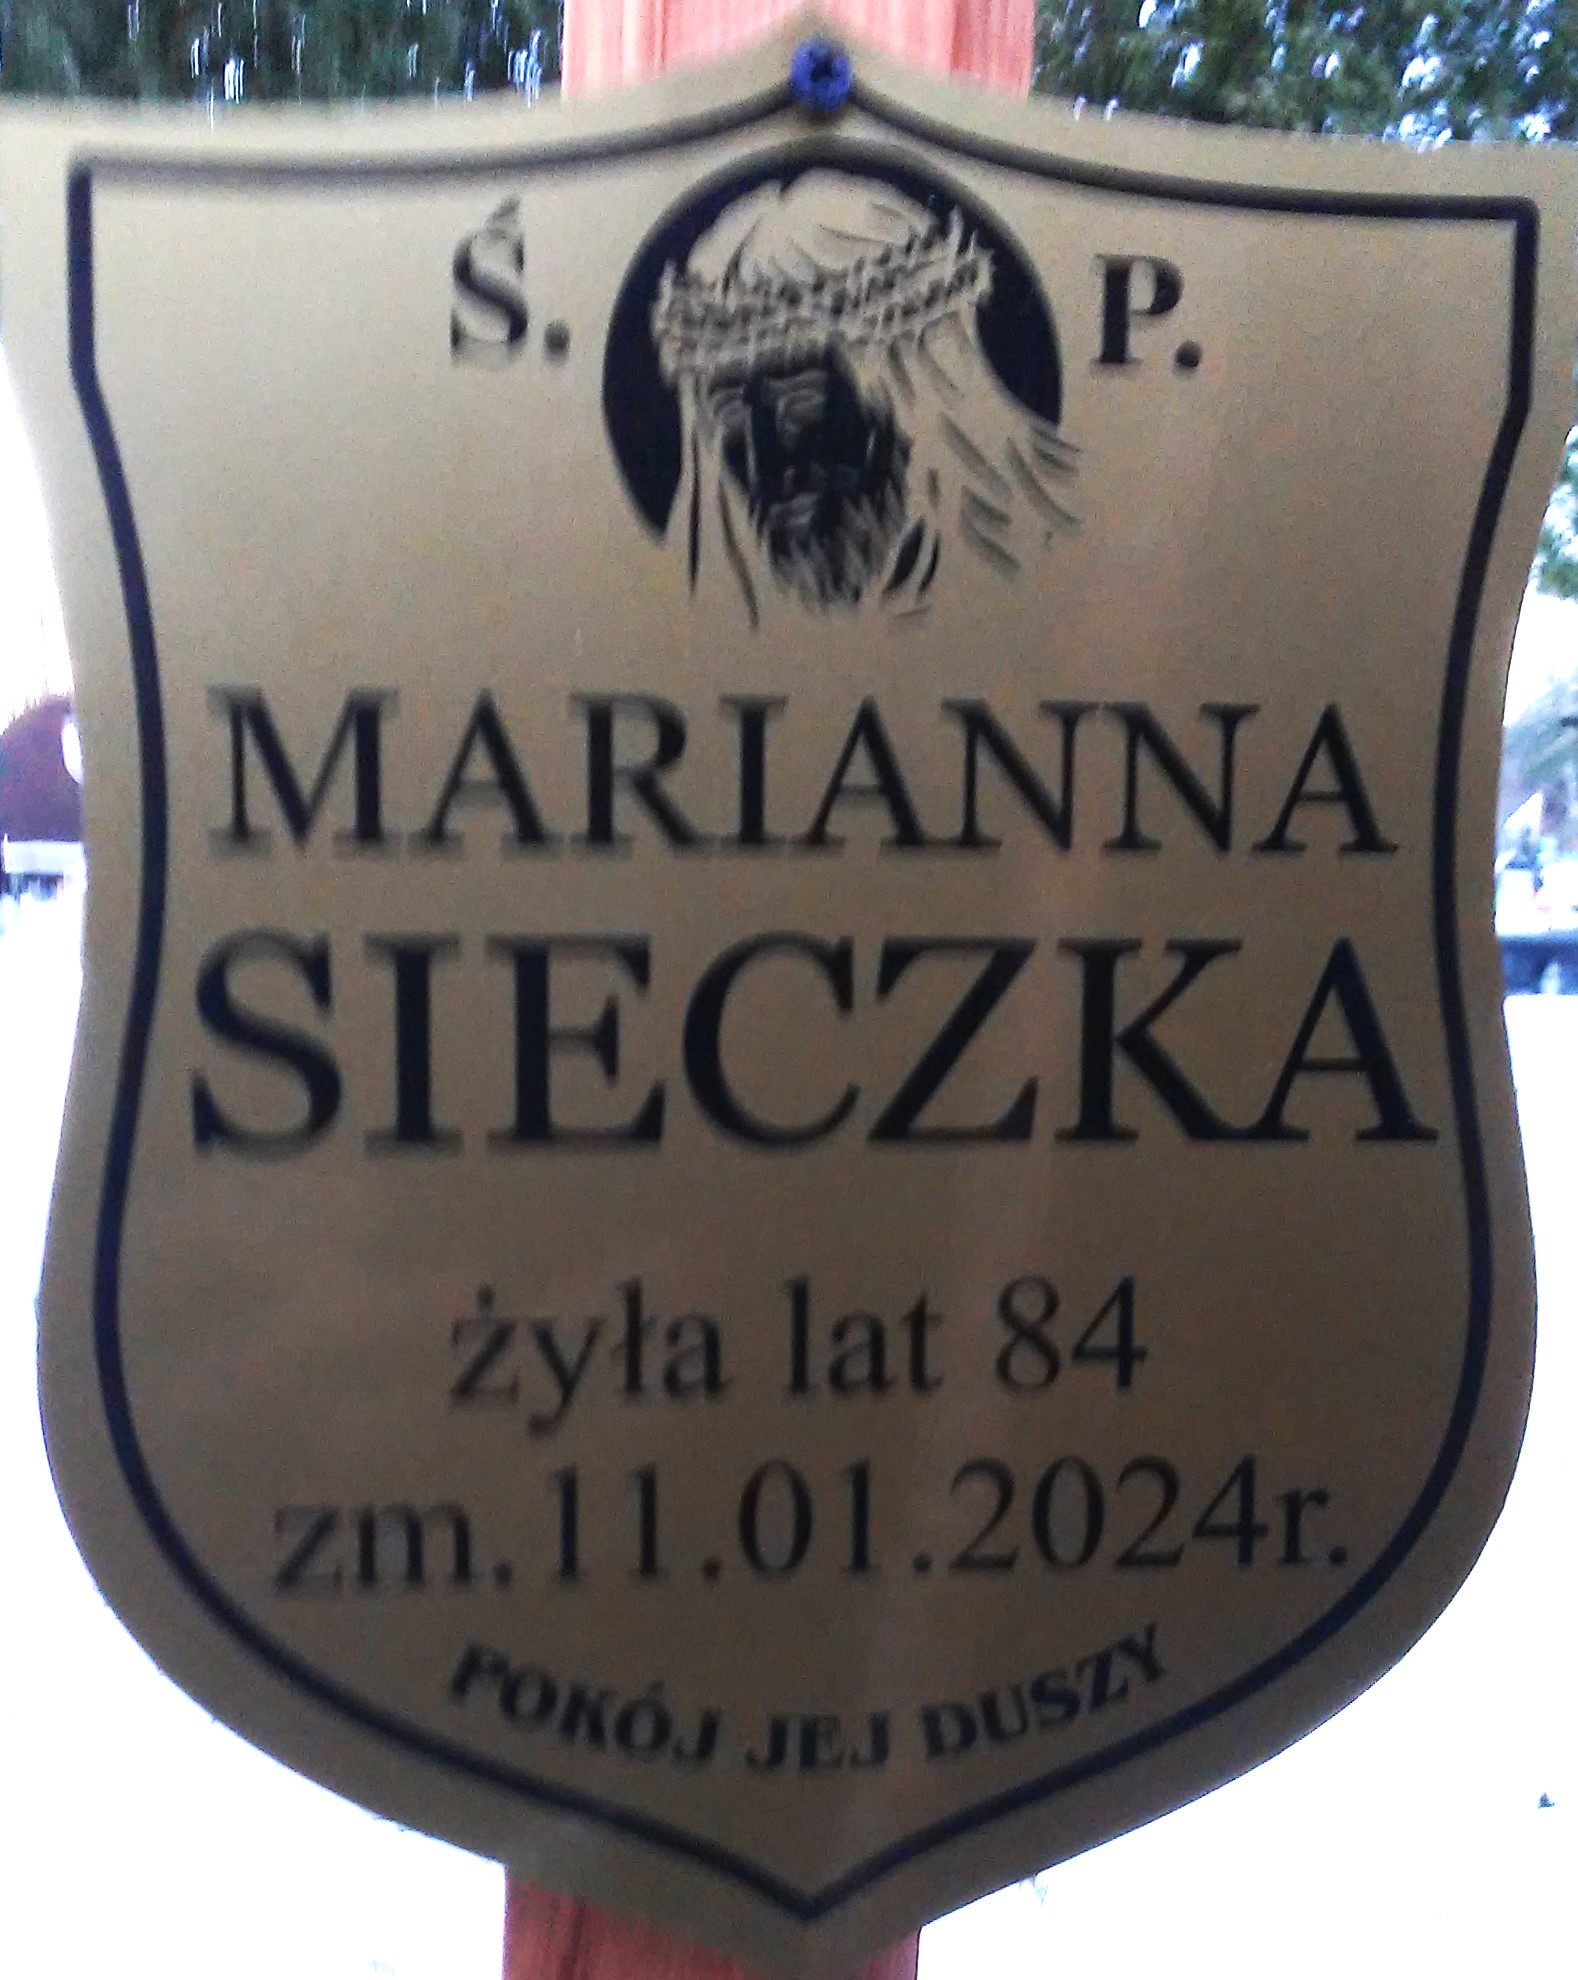 Ś. P.
MARIANNA
SIECZKA
żyła lat 84
zm. 11.01.2024r.
POKÓJ JEJ DUSZY